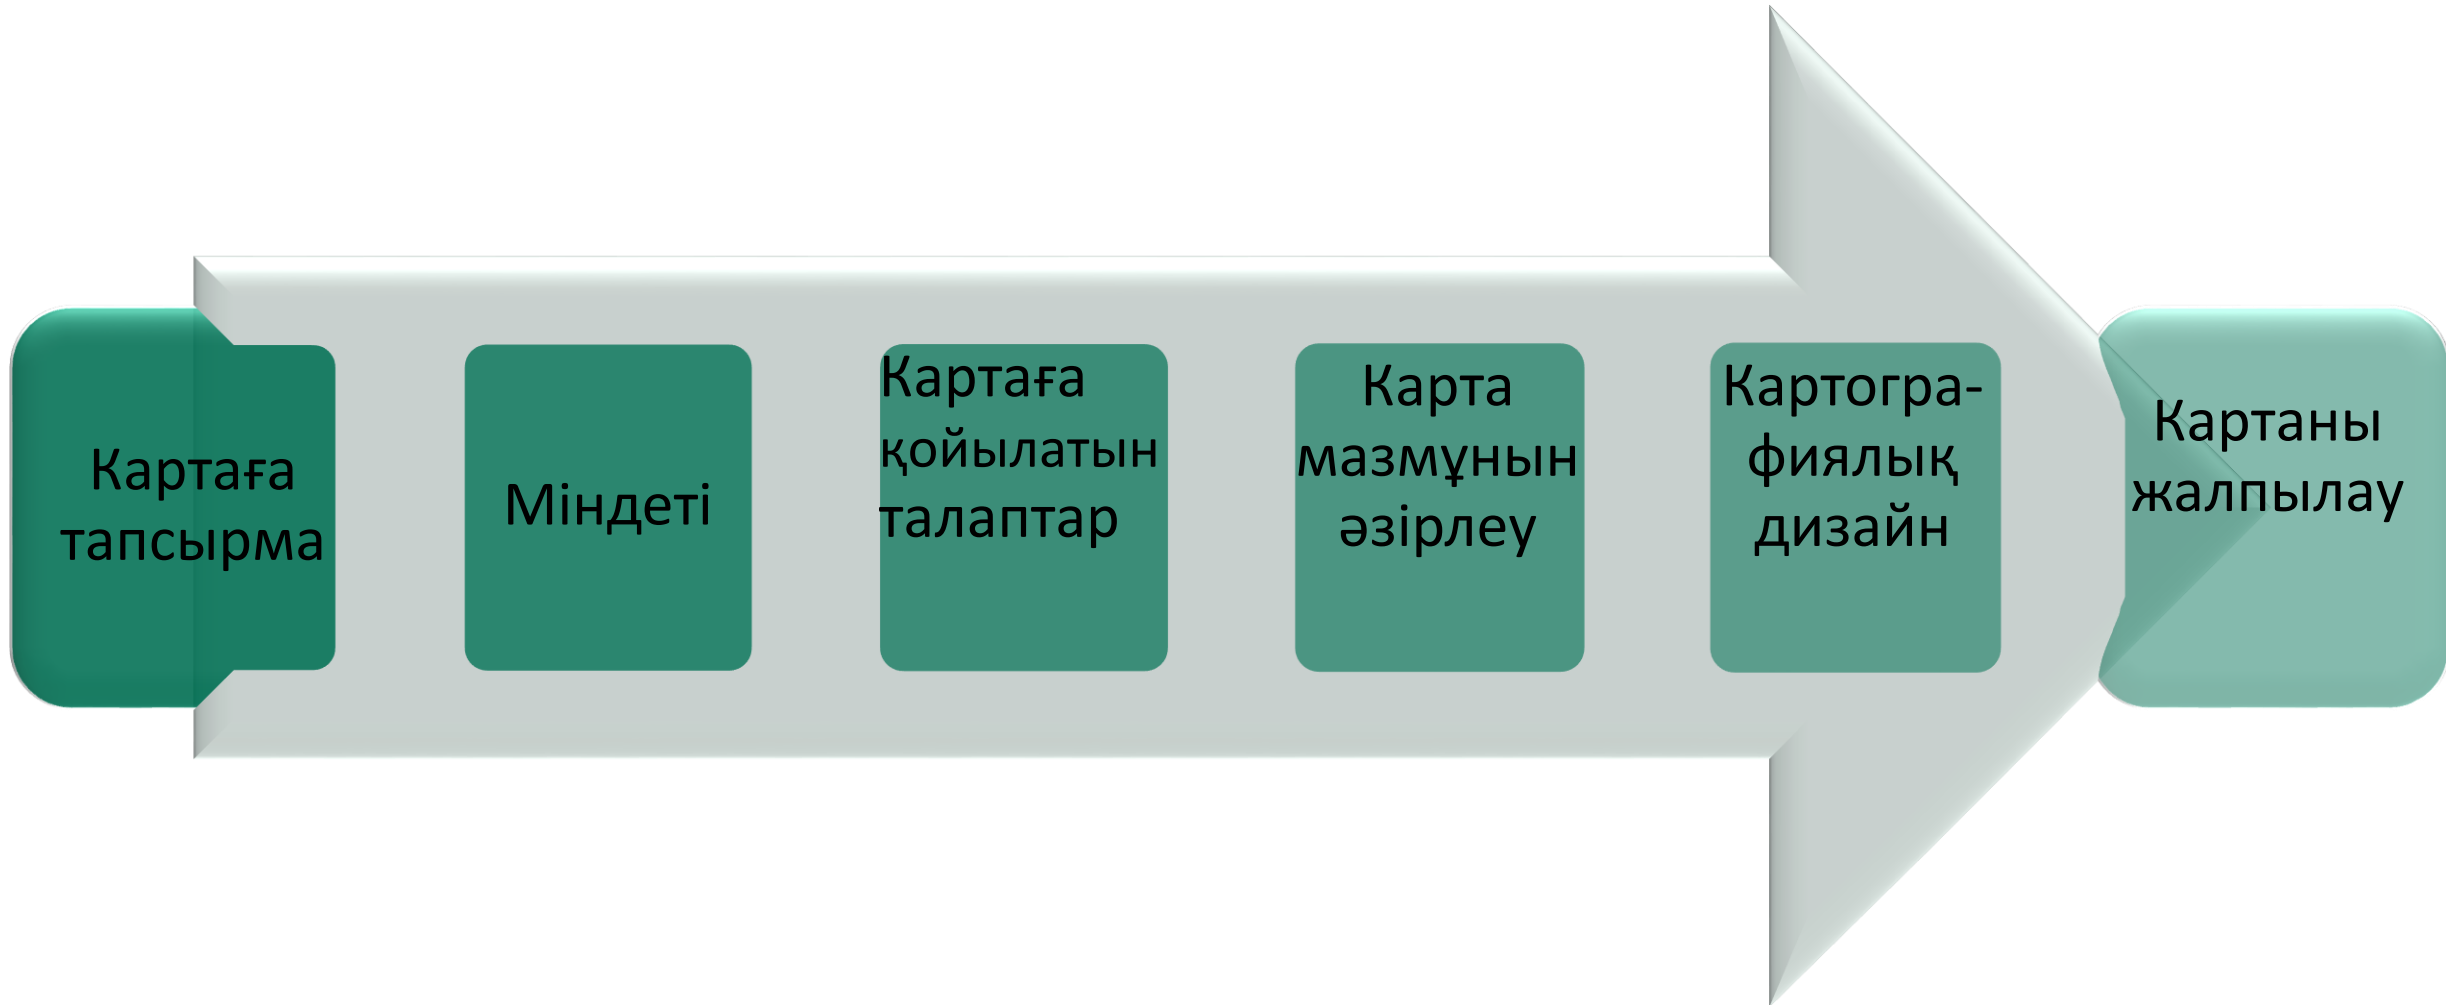 Картаға
тапсырма
Міндеті
Картаға
қойылатын
талаптар
Карта
мазмұнын
әзірлеу
Картогра-
фиялық
дизайн
Картаны
жалпылау